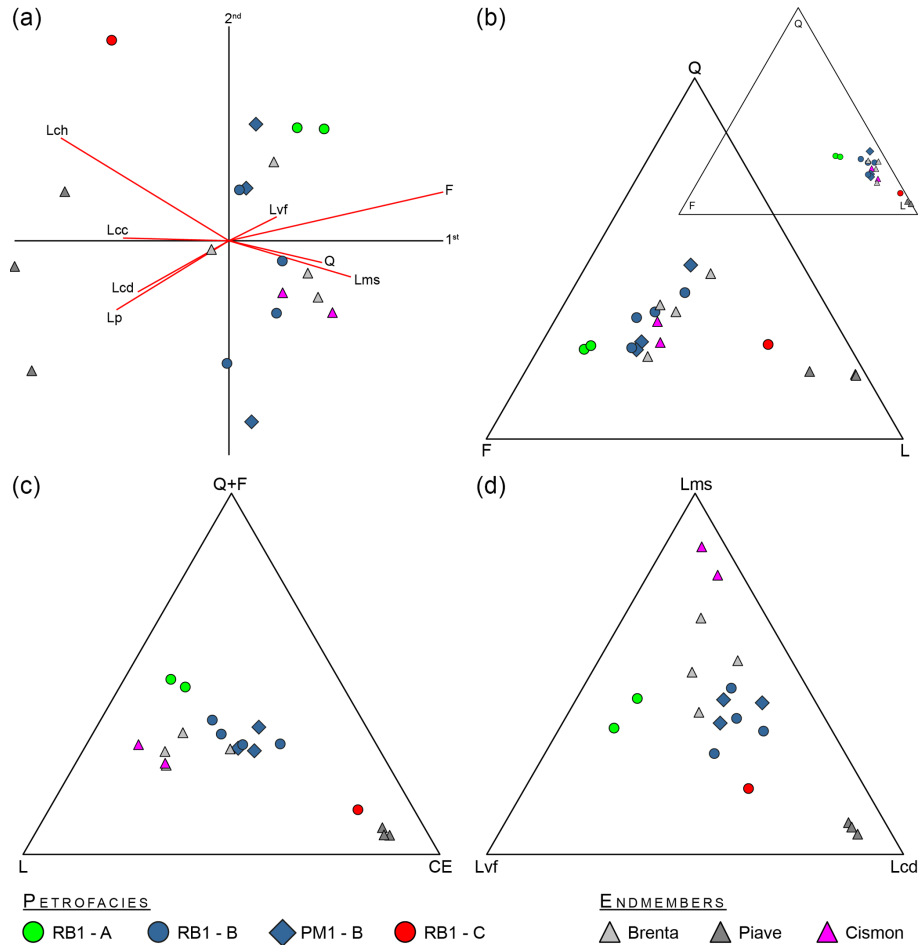 (a)
2nd
(b)
Q
Q
Lch
F
Lvf
Lcc
1st
Q
F
L
Lcd
Lms
Lp
F
L
(c)
Q+F
(d)
Lms
L
CE
Lvf
Lcd
PETROFACIES
ENDMEMBERS
RB1 - A
RB1 - B
PM1 - B
RB1 - C
Brenta
Piave
Cismon